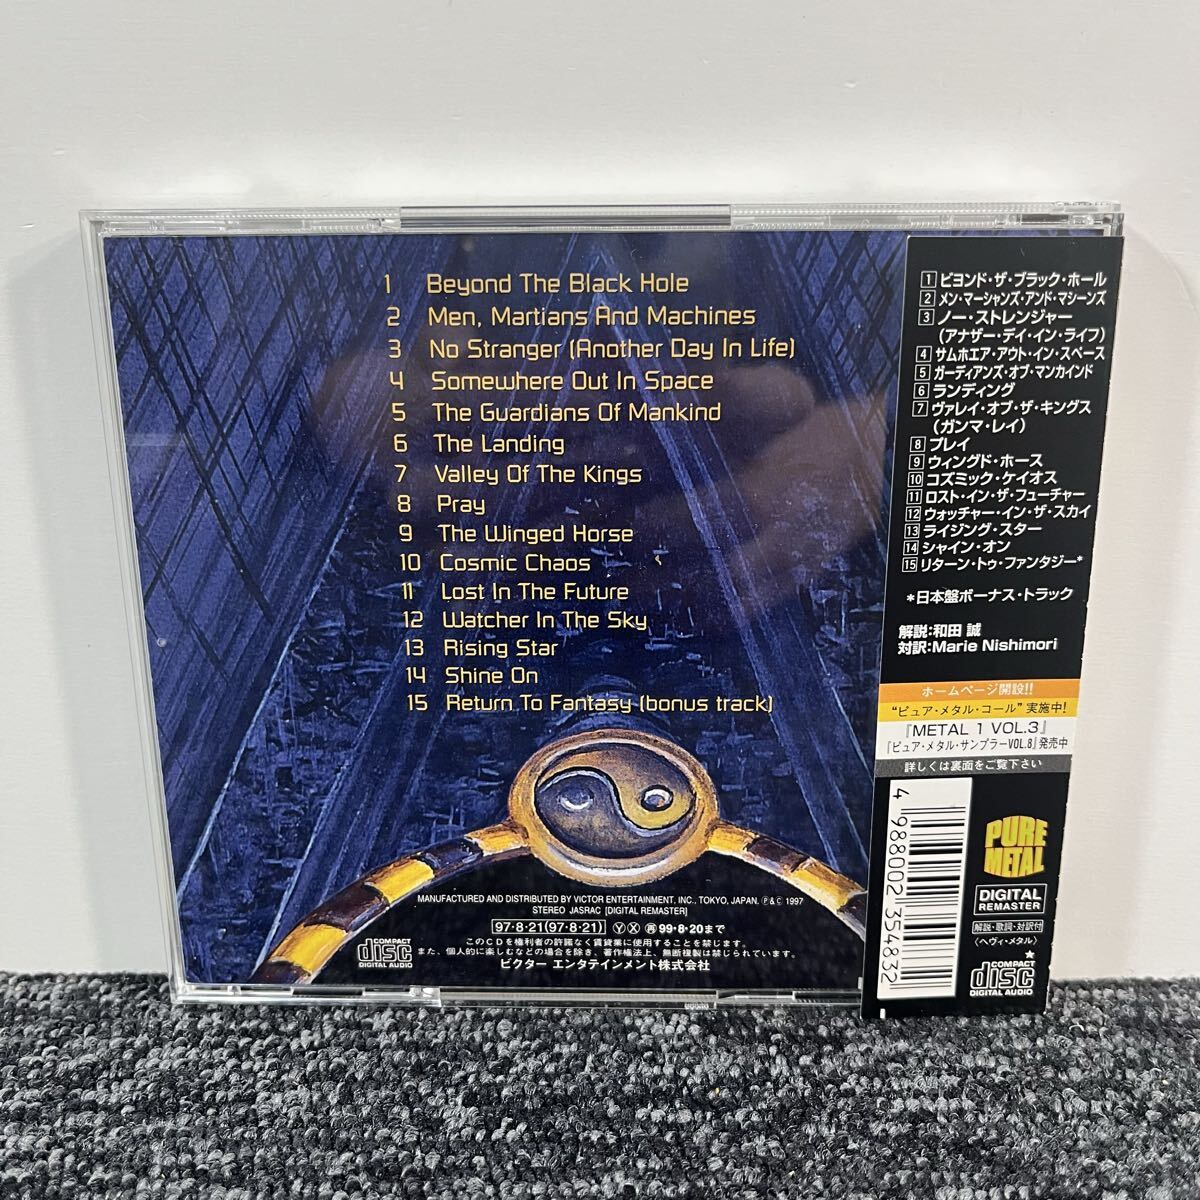 1 Beyond The Black Hole
2 Men, Martians And Machines
3 No Stranger (Another Day In Life)
4 Somewhere Out In Space
5 The Guardians Of Mankind
6 The Landing
7 Valley Of The Kings
8 Pray
9 The Winged Horse
10 Cosmic Chaos
11 Lost In The Future
12 Watcher In The Sky
13 Rising Star
14 Shine On
15 Return To Fantasy (bonus track)
MANUFACTURED AND DISTRIBUTED BY VICTOR ENTERTAINMENT, INC., TOKYO, JAPAN. Ⓟ&Ⓒ 1997
STEREO JASRAC [DIGITAL REMASTER]
97・8・21(97・8・21) Ⓨ Ⓧ 再 99・8・20まで
このCDを権利者の許諾なく賃貸業に使用することを禁じます。
また、個人的に楽しむなどの場合を除き、著作権法上、無断複製は禁じられています。
ビクター エンタテインメント株式会社
COMPACT
disc
DIGITAL AUDIO
1 ビヨンド・ザ・ブラック・ホール
2 メン・マーシャンズ・アンド・マシーンズ
3 ノー・ストレンジャー
(アナザー・デイ・イン・ライフ)
4 サムホエア・アウト・イン・スペース
5 ガーディアンズ・オブ・マンカインド
6 ランディング
7 ヴァレイ・オブ・ザ・キングス
(ガンマ・レイ)
8 プレイ
9 ウィングド・ホース
10 コズミック・ケイオス
11 ロスト・イン・ザ・フューチャー
12 ウォッチャー・イン・ザ・スカイ
13 ライジング・スター
14 シャイン・オン
15 リターン・トゥ・ファンタジー*
*日本盤ボーナス・トラック
解説:和田 誠
対訳:Marie Nishimori
ホームページ開設!!
“ピュア・メタル・コール”実施中!
『METAL 1 VOL.3』
『ピュア・メタル・サンプラーVOL.8』発売中
詳しくは裏面をご覧下さい
4 988002 354832
PURE
METAL
DIGITAL
REMASTER
解説・歌詞・対訳付
〈ヘヴィ・メタル〉
★
COMPACT
disc
DIGITAL AUDIO